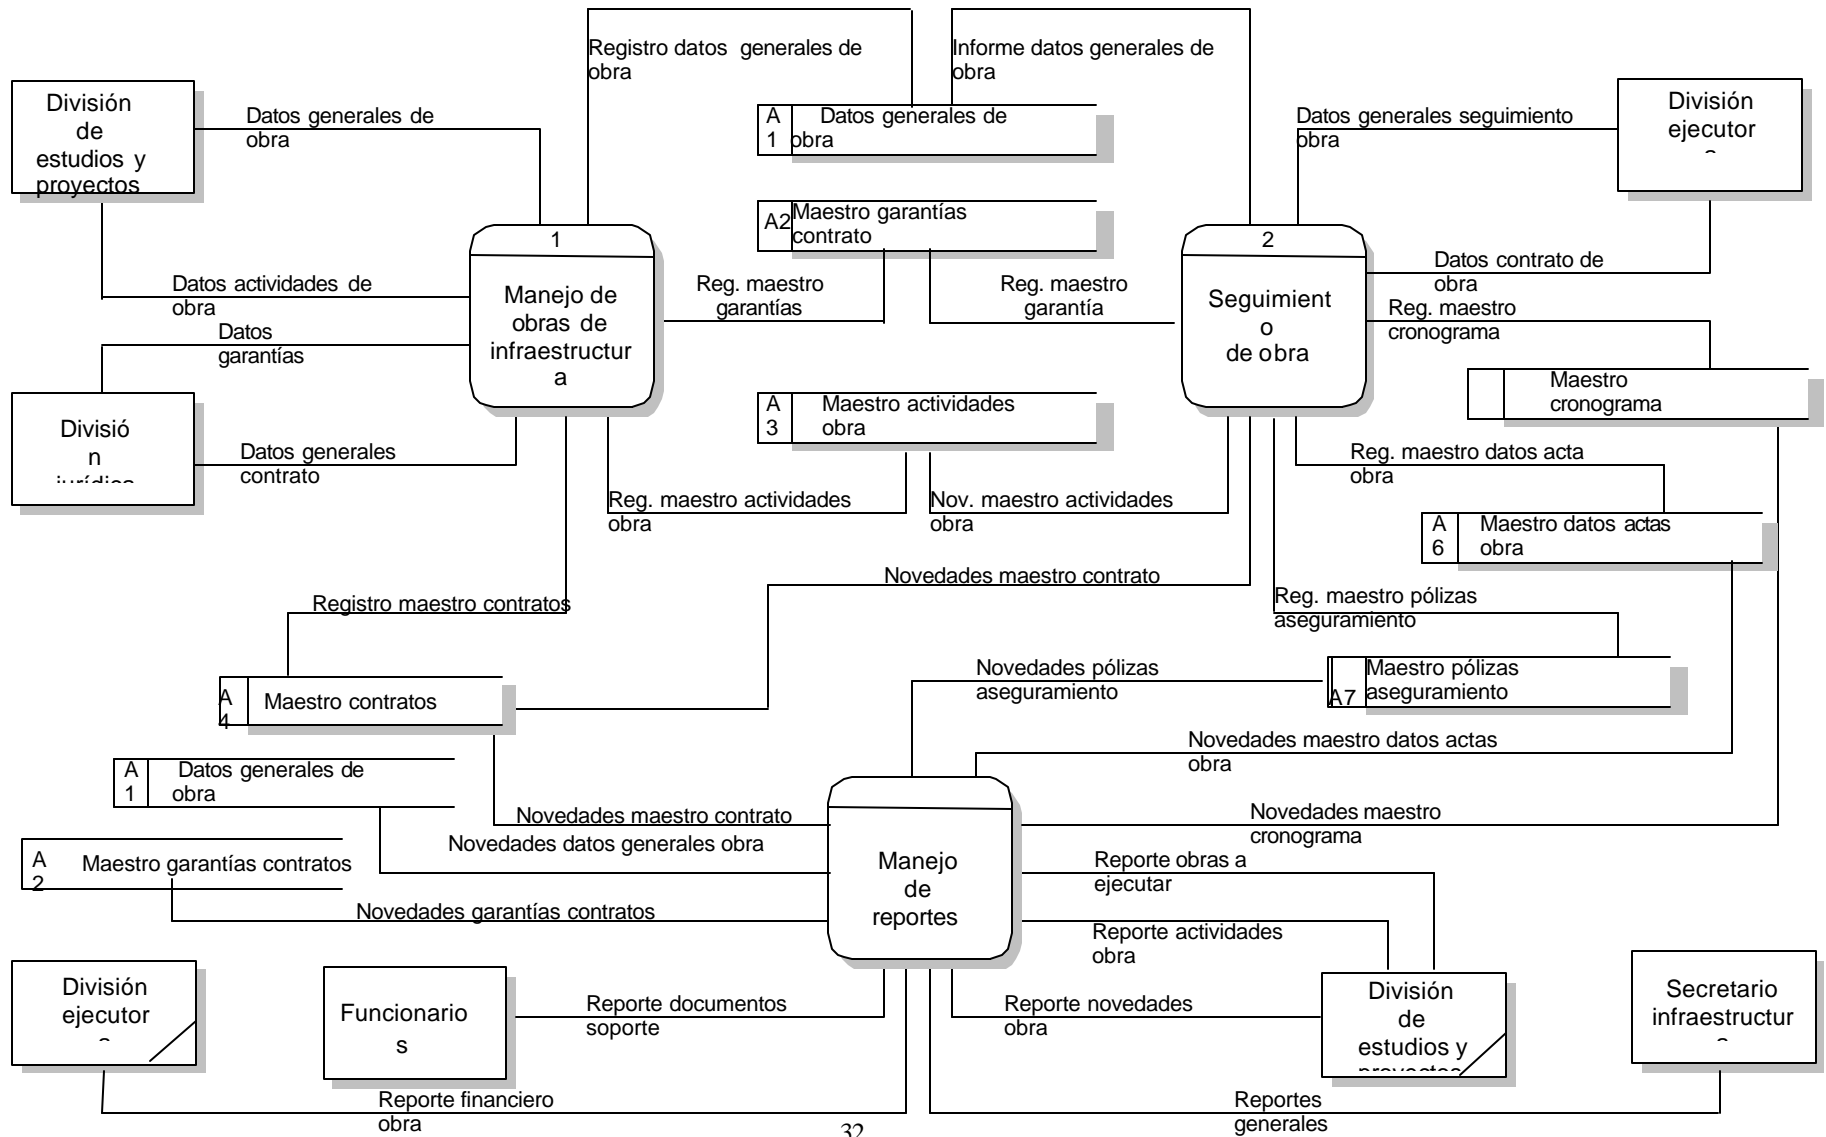 Registro datos generales de
obra
Informe datos generales de
obra
División
de
estudios y
proyectos
Datos generales de
obra
A
1
Datos generales de
obra
Datos generales seguimiento
obra
División
ejecutor
A2
Maestro garantías
contrato
1
Manejo de
obras de
infraestructur
a
2
Seguimient
o
de obra
Datos actividades de
obra
Reg. maestro
garantías
Reg. maestro
garantía
Datos contrato de
obra
Reg. maestro
cronograma
Datos
garantías
Maestro
cronograma
A
3
Maestro actividades
obra
Divisió
n
Datos generales
contrato
Reg. maestro datos acta
obra
Reg. maestro actividades
obra
Nov. maestro actividades
obra
A
6
Maestro datos actas
obra
Novedades maestro contrato
Registro maestro contratos
Reg. maestro pólizas
aseguramiento
Novedades pólizas
aseguramiento
A7
Maestro pólizas
aseguramiento
A
4
Maestro contratos
Novedades maestro datos actas
obra
A
1
Datos generales de
obra
Novedades maestro contrato
Novedades maestro
cronograma
Novedades datos generales obra
A
2
Maestro garantías contratos
Manejo
de
reportes
Reporte obras a
ejecutar
Novedades garantías contratos
Reporte actividades
obra
División
ejecutor
Funcionario
s
Reporte documentos
soporte
Reporte novedades
obra
División
de
estudios y
Secretario
infraestructur
Reporte financiero
obra
Reportes
generales
32